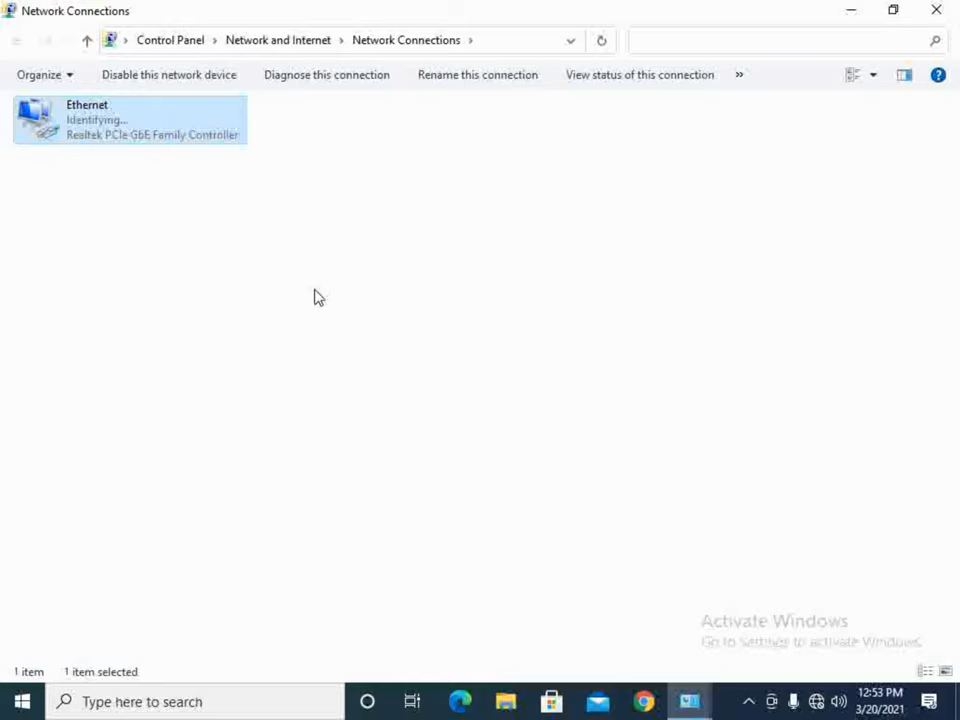 Network Connections
Control Panel > Network and Internet > Network Connections >
Organize Disable this network device Diagnose this connection Rename this connection View status of this connection »
Ethernet
Identifying...
Realtek PCIe GbE Family Controller
Activate Windows
Go to Settings to activate Windows.
1 item 1 item selected
Type here to search
12:53 PM
3/20/2021